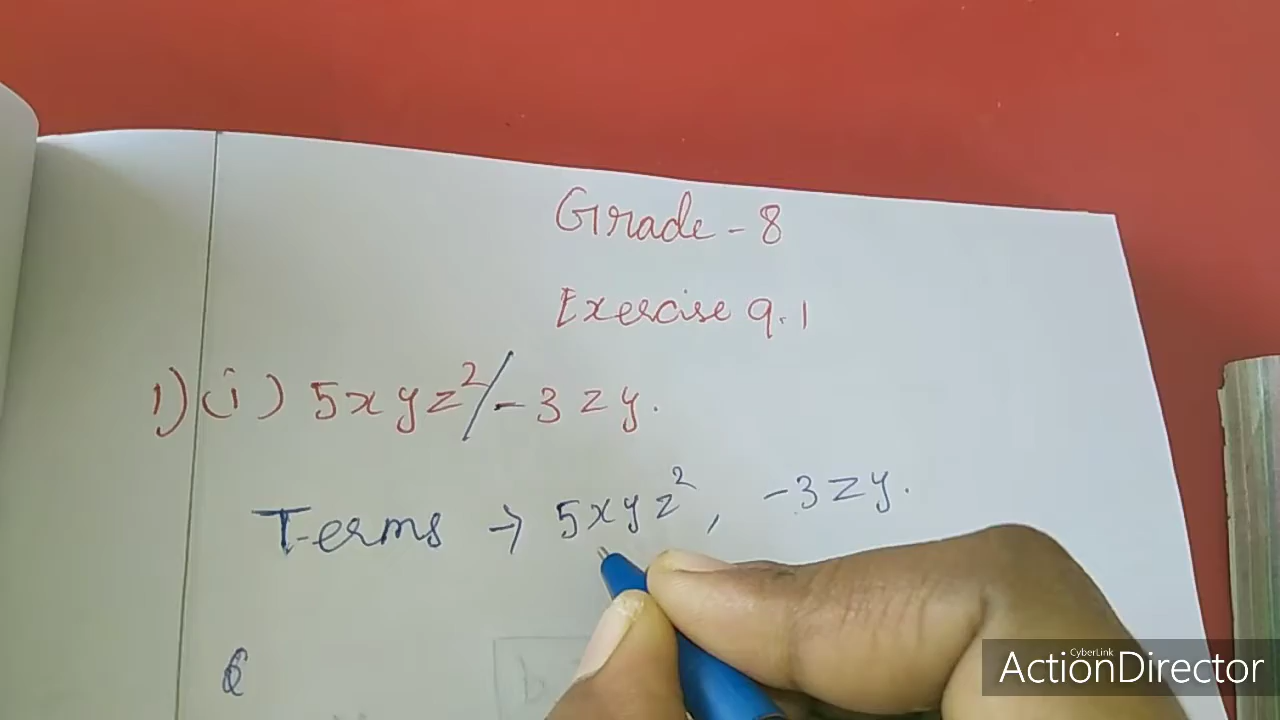 Grade - 8
Exercise 9.1
1) (i) 5xyz²/- 3zy.
Terms → 5xyz², -3zy.
CyberLink
ActionDirector